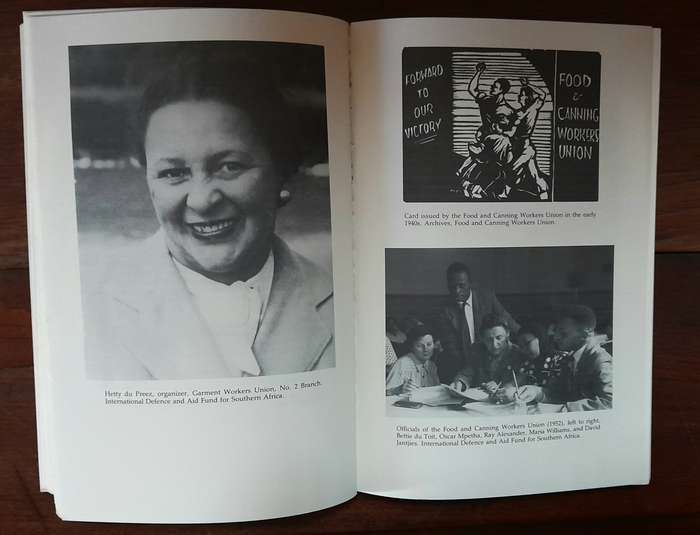 Hetty du Preez, organizer, Garment Workers Union, No. 2 Branch.
International Defence and Aid Fund for Southern Africa.
FORWARD
TO
OUR
VICTORY
FOOD
&
CANNING
WORKERS
UNION
Card issued by the Food and Canning Workers Union in the early
1940s. Archives, Food and Canning Workers Union.
Officials of the Food and Canning Workers Union (1952), left to right,
Bettie du Toit, Oscar Mpetha, Ray Alexander, Maria Williams, and David
Jantjies. International Defence and Aid Fund for Southern Africa.